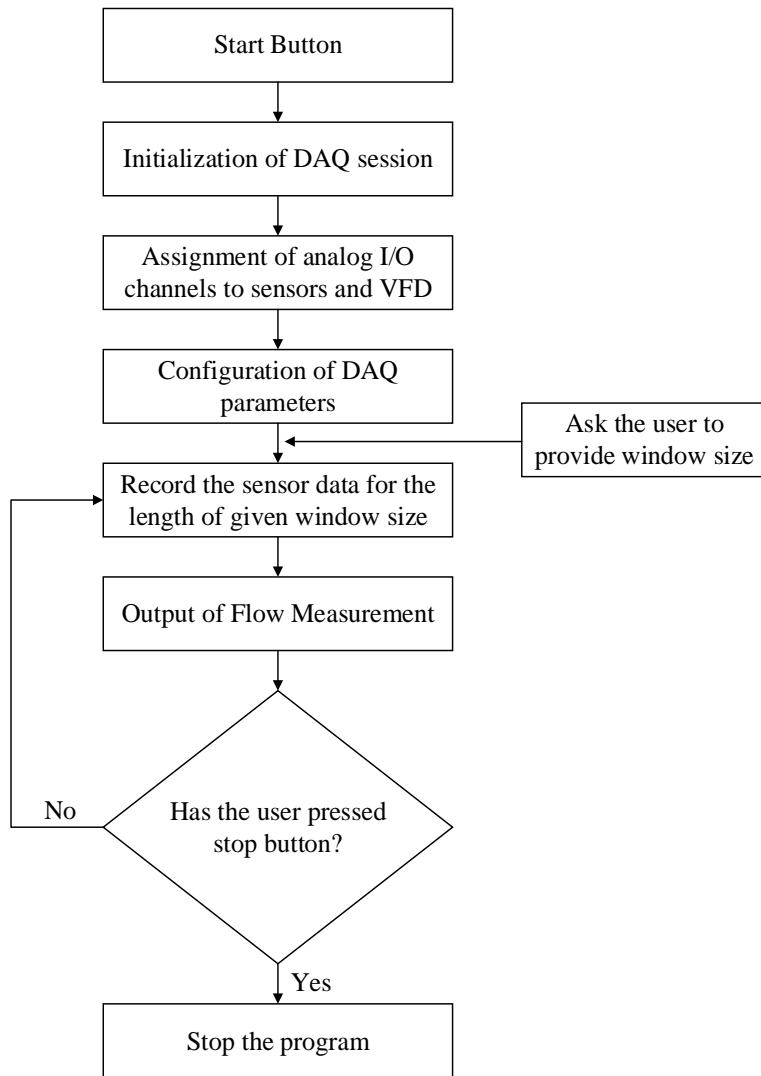 Start Button
Initialization of DAQ session
Assignment of analog I/O
channels to sensors and VFD
Configuration of DAQ
parameters
Ask the user to
provide window size
Record the sensor data for the
length of given window size
Output of Flow Measurement
Has the user pressed
stop button?
No
Yes
Stop the program